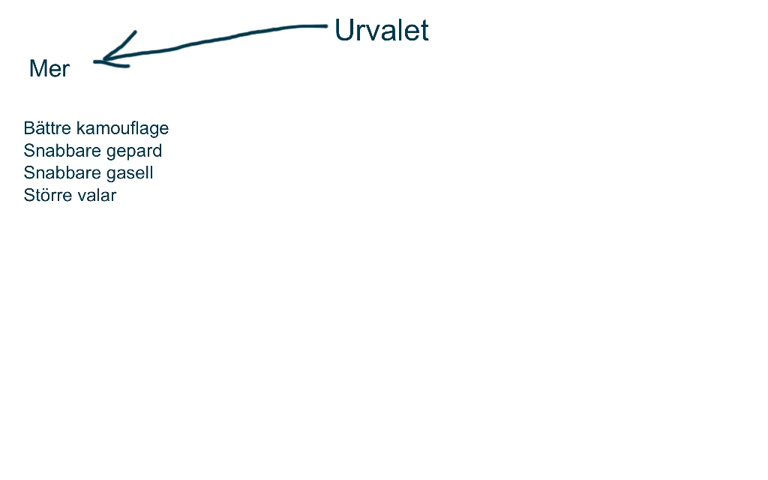 Urvalet
Mer
Bättre kamouflage
Snabbare gepard
Snabbare gasell
Större valar